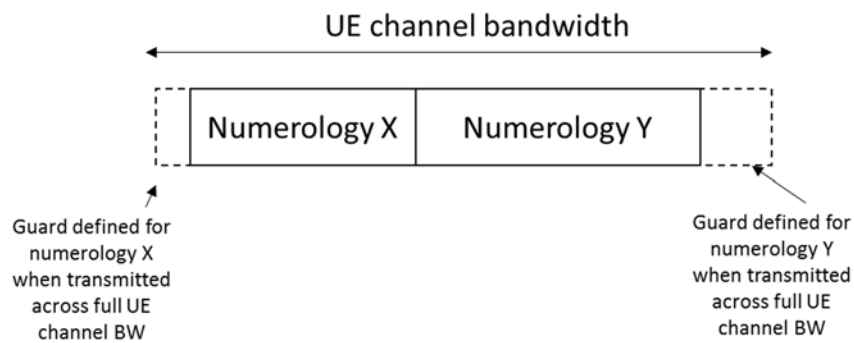 UE channel bandwidth
Numerology X
Numerology Y
Guard defined for
numerology X
when transmitted
across full UE
channel BW
Guard defined for
numerology Y
when transmitted
across full UE
channel BW